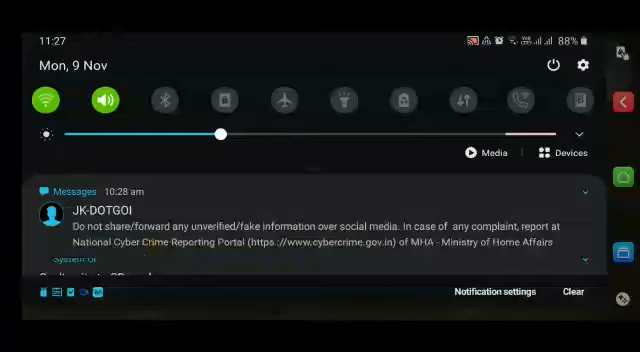 11:27
88%
Mon, 9 Nov
Media | Devices
Messages 10:28 am
JK-DOTGOI
Do not share/forward any unverified/fake information over social media. In case of any complaint, report at
National Cyber Crime Reporting Portal (https://www.cybercrime.gov.in) of MHA - Ministry of Home Affairs
System UI
Notification settings Clear